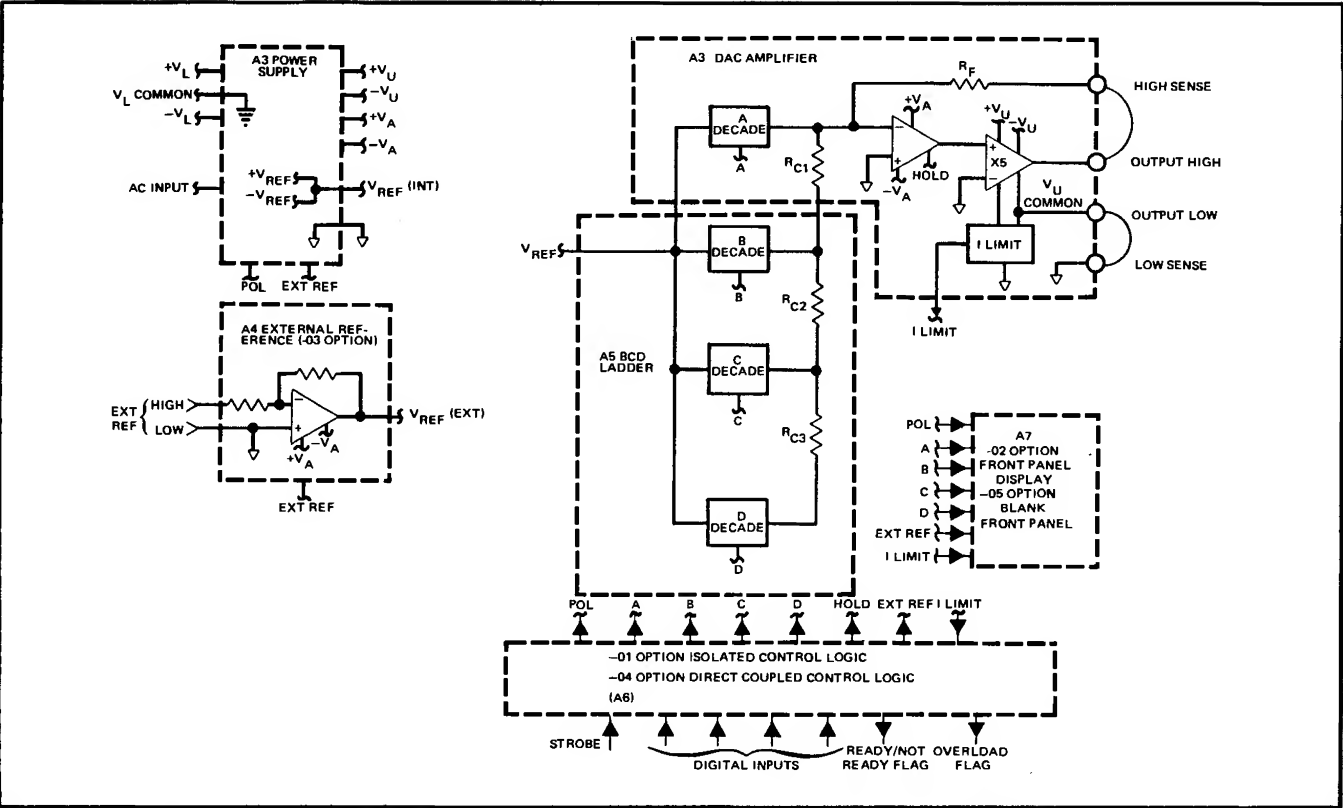 A3 POWER
SUPPLY
+VL
VL COMMON
−VL
AC INPUT
+VU
−VU
+VA
−VA
+VREF
−VREF
VREF (INT)
POL
EXT REF
A4 EXTERNAL REF-
ERENCE (-03 OPTION)
EXT
REF
HIGH
LOW
−
+
+VA
−VA
VREF (EXT)
EXT REF
A3 DAC AMPLIFIER
RF
HIGH SENSE
A
DECADE
A
RC1
+VA
−
+
−VA
HOLD
+VU
−VU
+
−
X5
OUTPUT HIGH
VU
COMMON
OUTPUT LOW
I LIMIT
LOW SENSE
I LIMIT
VREF
B
DECADE
B
RC2
A5 BCD
LADDER
C
DECADE
C
RC3
D
DECADE
D
POL
A
B
C
D
EXT REF
I LIMIT
A7
-02 OPTION
FRONT PANEL
DISPLAY
−05 OPTION
BLANK
FRONT PANEL
POL A B C D HOLD EXT REF I LIMIT
−01 OPTION ISOLATED CONTROL LOGIC
−04 OPTION DIRECT COUPLED CONTROL LOGIC
(A6)
STROBE
DIGITAL INPUTS
READY/NOT
READY FLAG
OVERLOAD
FLAG